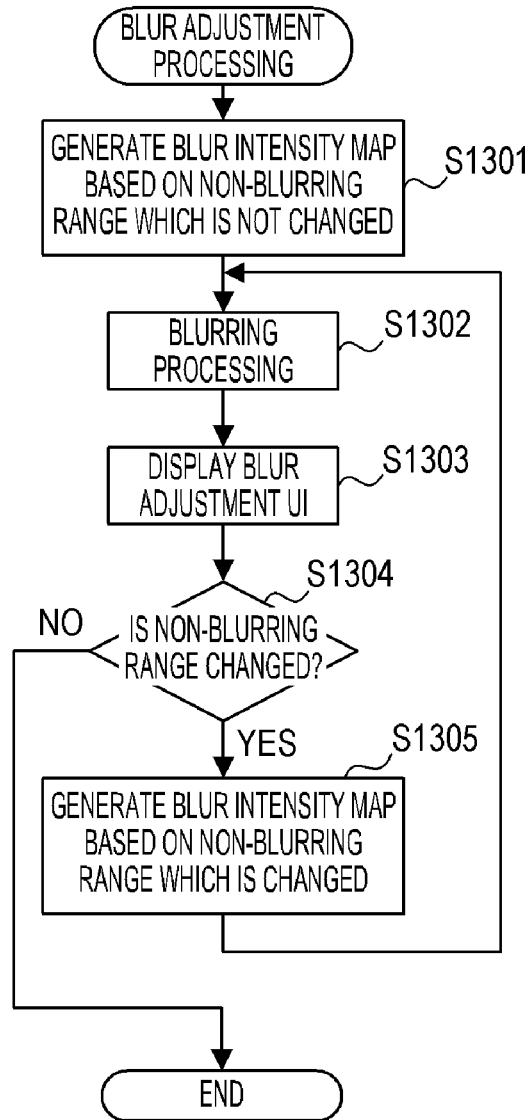 BLUR ADJUSTMENT
PROCESSING
GENERATE BLUR INTENSITY MAP
BASED ON NON-BLURRING
RANGE WHICH IS NOT CHANGED
S1301
BLURRING
PROCESSING
S1302
DISPLAY BLUR
ADJUSTMENT UI
S1303
S1304
IS NON-BLURRING
RANGE CHANGED?
NO
YES
S1305
GENERATE BLUR INTENSITY MAP
BASED ON NON-BLURRING
RANGE WHICH IS CHANGED
END